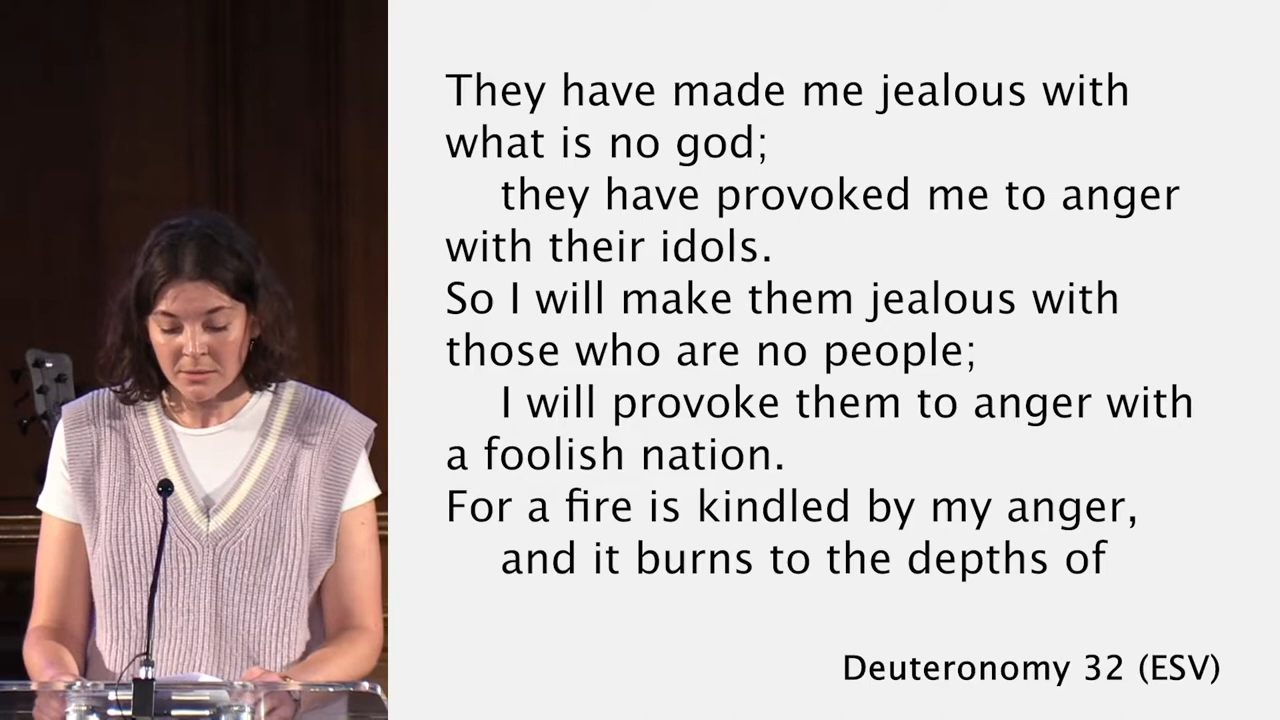 They have made me jealous with
what is no god;
they have provoked me to anger
with their idols.
So I will make them jealous with
those who are no people;
I will provoke them to anger with
a foolish nation.
For a fire is kindled by my anger,
and it burns to the depths of
Deuteronomy 32 (ESV)